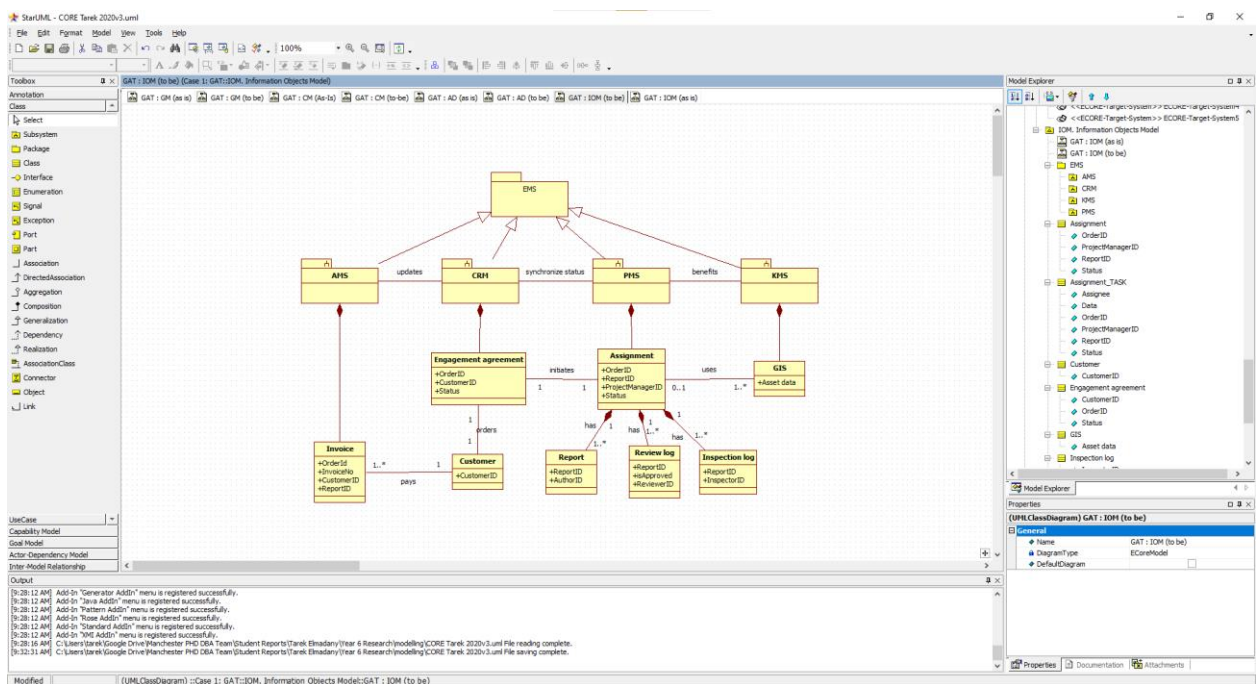 StarUML - CORE Tarek 2020v3.uml
File Edit Format Model View Tools Help
100%
Toolbox
Annotation
Class
Select
Subsystem
Package
Class
Interface
Enumeration
Signal
Exception
Port
Part
Association
DirectedAssociation
Aggregation
Composition
Generalization
Dependency
Realization
AssociationClass
Connector
Object
Link
UseCase
Capability Model
Goal Model
Actor-Dependency Model
Inter-Model Relationship
GAT : IOM (to be) (Case 1: GAT::IOM. Information Objects Model)
GAT : GM (as is) GAT : GM (to be) GAT : CM (As-Is) GAT : CM (to-be) GAT : AD (as is) GAT : AD (to be) GAT : IOM (to be) GAT : IOM (as is)
EMS
AMS updates CRM synchronize status PMS benefits KMS
Engagement agreement
+OrderID
+CustomerID
+Status
initiates
1 1
Assignment
+OrderID
+ReportID
+ProjectManagerID
+Status
uses
0..1 1..*
GIS
+Asset data
1
orders
1
has 1
1..*
has 1
1..*
has 1
1..*
Invoice
+OrderId
+InvoiceNo
+CustomerID
+ReportID
1..* 1
pays
Customer
+CustomerID
Report
+ReportID
+AuthorID
Review log
+ReportID
+isApproved
+ReviewerID
Inspection log
+ReportID
+InspectorID
Model Explorer
<<ECORE-Target-System>> ECORE-Target-System4
<<ECORE-Target-System>> ECORE-Target-System5
IOM. Information Objects Model
GAT : IOM (as is)
GAT : IOM (to be)
EMS
AMS
CRM
KMS
PMS
Assignment
OrderID
ProjectManagerID
ReportID
Status
Assignment_TASK
Assignee
Data
OrderID
ProjectManagerID
ReportID
Status
Customer
CustomerID
Engagement agreement
CustomerID
OrderID
Status
GIS
Asset data
Inspection log
Model Explorer
Properties
(UMLClassDiagram) GAT : IOM (to be)
General
Name GAT : IOM (to be)
DiagramType ECoreModel
DefaultDiagram
Properties Documentation Attachments
Output
[9:28:12 AM] Add-In "Generator AddIn" menu is registered successfully.
[9:28:12 AM] Add-In "Java AddIn" menu is registered successfully.
[9:28:12 AM] Add-In "Pattern AddIn" menu is registered successfully.
[9:28:12 AM] Add-In "Rose AddIn" menu is registered successfully.
[9:28:12 AM] Add-In "Standard AddIn" menu is registered successfully.
[9:28:12 AM] Add-In "XMI AddIn" menu is registered successfully.
[9:28:16 AM] C:\Users\tarek\Google Drive\Manchester PHD DBA Team\Student Reports\Tarek Elmadany\Year 6 Research\modelling\CORE Tarek 2020v3.uml File reading complete.
[9:32:31 AM] C:\Users\tarek\Google Drive\Manchester PHD DBA Team\Student Reports\Tarek Elmadany\Year 6 Research\modelling\CORE Tarek 2020v3.uml File saving complete.
Modified (UMLClassDiagram) ::Case 1: GAT::IOM. Information Objects Model::GAT : IOM (to be)